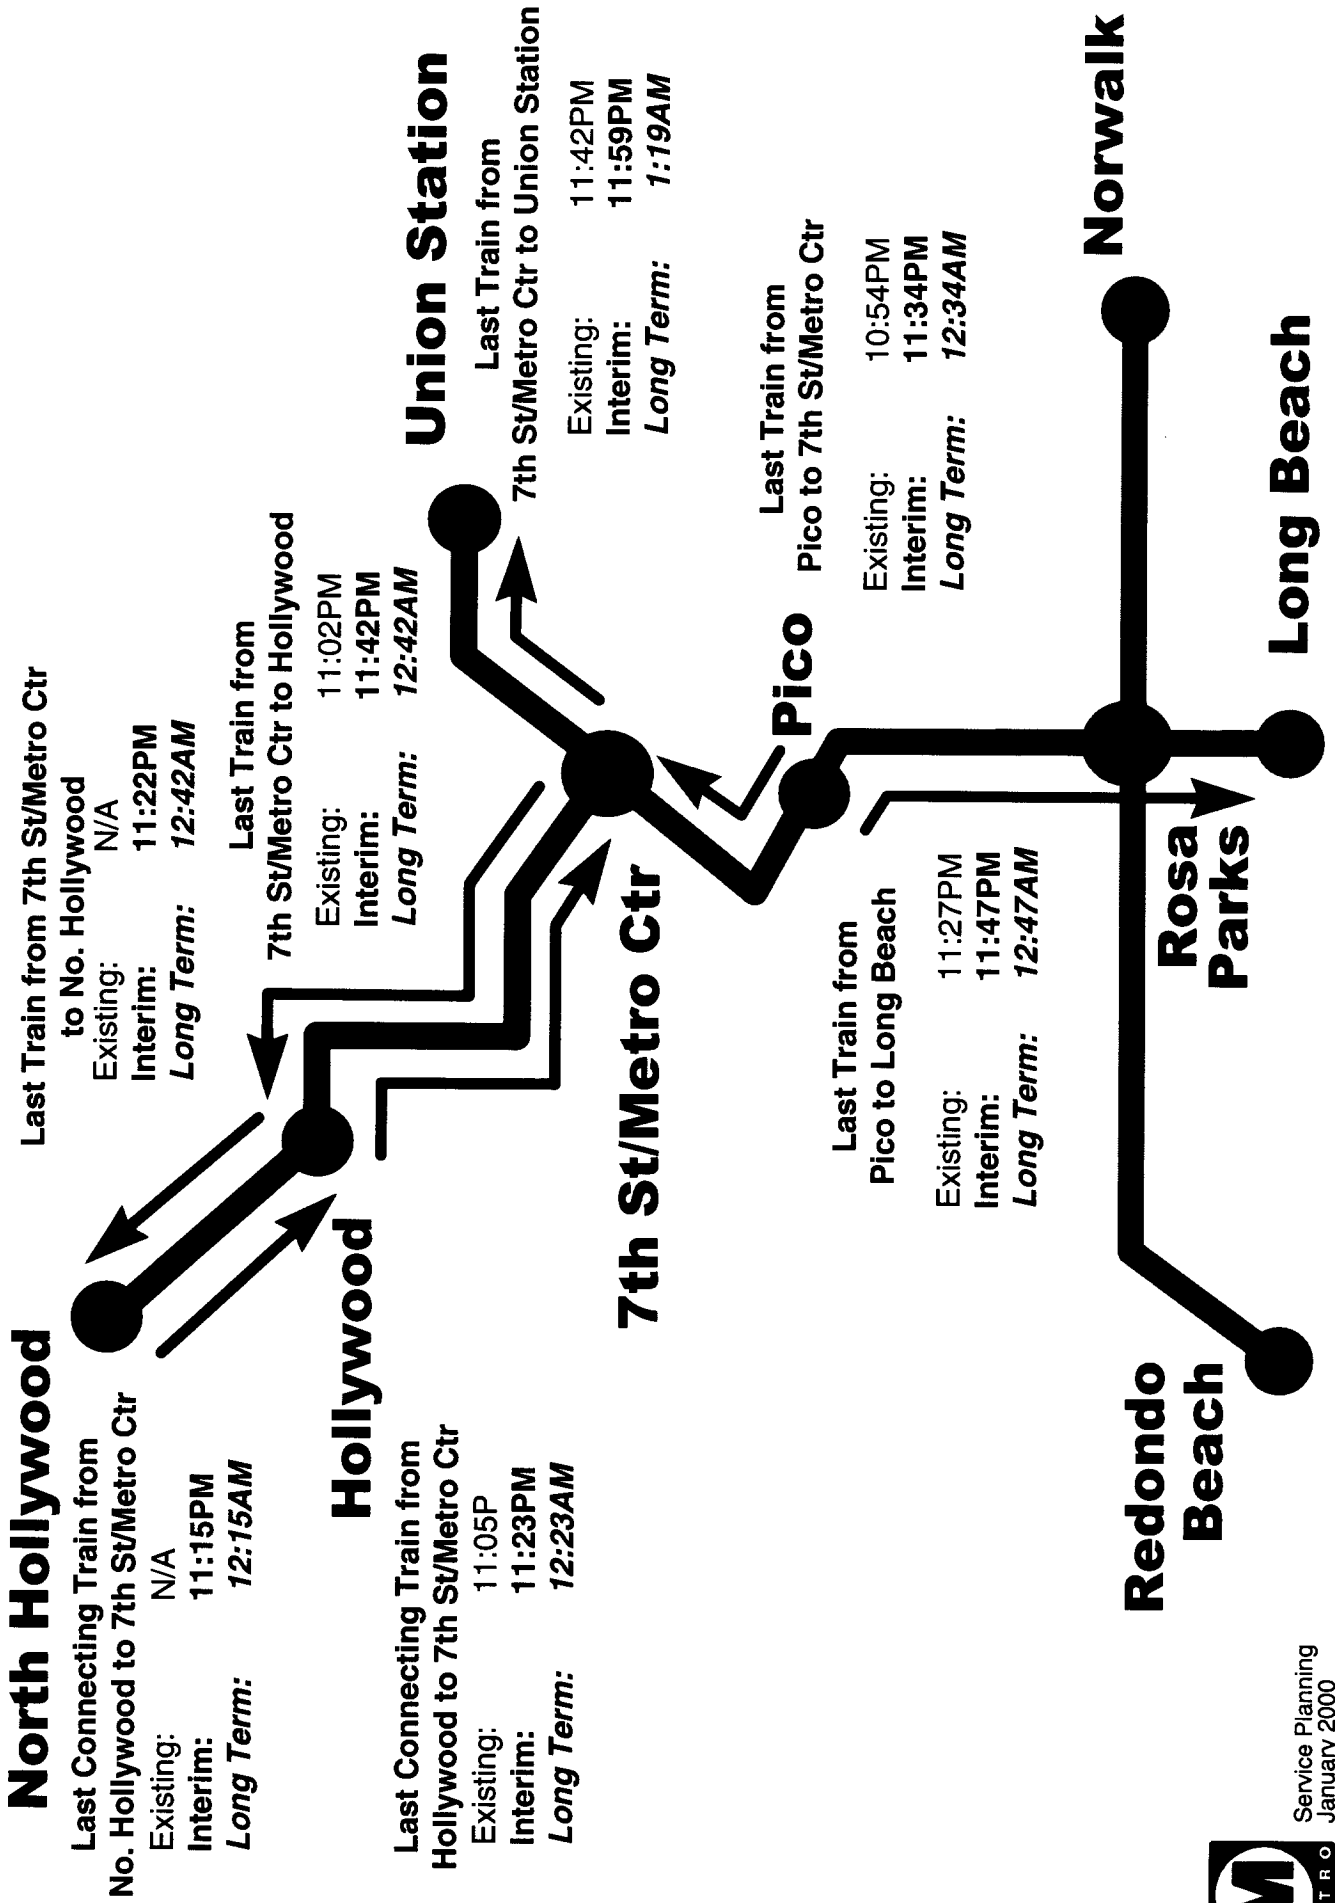 North Hollywood
Last Connecting Train from
No. Hollywood to 7th St/Metro Ctr
Existing: N/A
Interim: 11:15PM
Long Term: 12:15AM
Last Train from 7th St/Metro Ctr
to No. Hollywood
Existing: N/A
Interim: 11:22PM
Long Term: 12:42AM
Last Train from
7th St/Metro Ctr to Hollywood
Existing: 11:02PM
Interim: 11:42PM
Long Term: 12:42AM
Hollywood
Last Connecting Train from
Hollywood to 7th St/Metro Ctr
Existing: 11:05P
Interim: 11:23PM
Long Term: 12:23AM
Union Station
Last Train from
7th St/Metro Ctr to Union Station
Existing: 11:42PM
Interim: 11:59PM
Long Term: 1:19AM
7th St/Metro Ctr
Pico
Last Train from
Pico to 7th St/Metro Ctr
Existing: 10:54PM
Interim: 11:34PM
Long Term: 12:34AM
Last Train from
Pico to Long Beach
Existing: 11:27PM
Interim: 11:47PM
Long Term: 12:47AM
Norwalk
Rosa
Parks
Redondo
Beach
Long Beach
M
Service Planning
January 2000